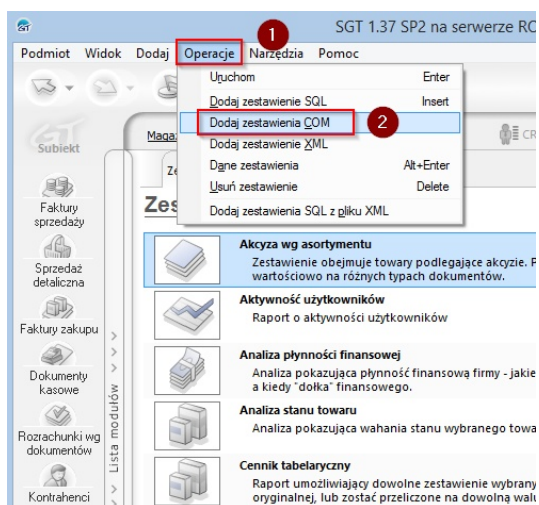 SGT 1.37 SP2 na serwerze RO
1
Podmiot Widok Dodaj Operacje Narzędzia Pomoc
Uruchom Enter
Dodaj zestawienie SQL Insert
Dodaj zestawienia COM 2
Dodaj zestawienie XML
Dane zestawienia Alt+Enter
Usuń zestawienie Delete
Dodaj zestawienia SQL z pliku XML
GT
Subiekt
Maga
CR
Ze
Zes
Faktury
sprzedaży
Sprzedaż
detaliczna
Faktury zakupu
Dokumenty
kasowe
Rozrachunki wg
dokumentów
Kontrahenci
Lista modułów
Akcyza wg asortymentu
Zestawienie obejmuje towary podlegające akcyzie. P
wartościowo na różnych typach dokumentów.
Aktywność użytkowników
Raport o aktywności użytkowników
Analiza płynności finansowej
Analiza pokazująca płynność finansową firmy - jakie
a kiedy "dołka" finansowego.
Analiza stanu towaru
Analiza pokazująca wahania stanu wybranego towa
Cennik tabelaryczny
Raport umożliwiający dowolne zestawienie wybrany
oryginalnej, lub zostać przeliczone na dowolną walu